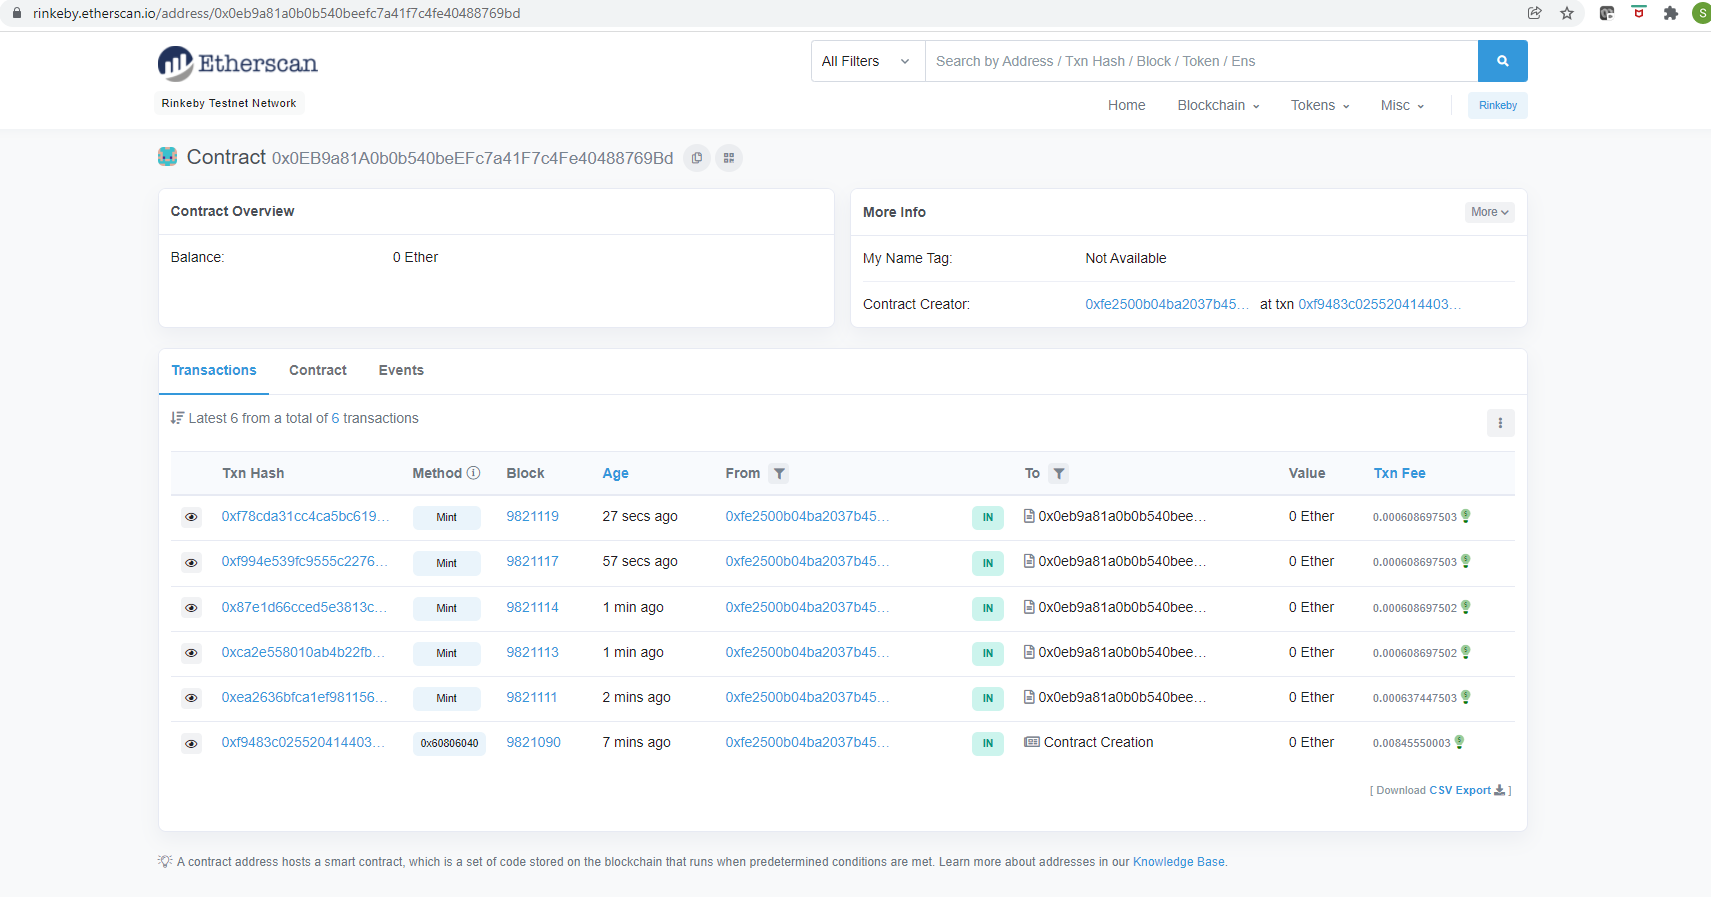 rinkeby.etherscan.io/address/0x0eb9a81a0b0b540beefc7a41f7c4fe40488769bd
S
Etherscan
All Filters
Search by Address / Txn Hash / Block / Token / Ens
Rinkeby Testnet Network
Home Blockchain Tokens Misc Rinkeby
Contract 0x0EB9a81A0b0b540beEFc7a41F7c4Fe40488769Bd
Contract Overview
Balance: 0 Ether
More Info More
My Name Tag: Not Available
Contract Creator: 0xfe2500b04ba2037b45... at txn 0xf9483c025520414403...
Transactions Contract Events
Latest 6 from a total of 6 transactions
Txn Hash Method Block Age From To Value Txn Fee
0xf78cda31cc4ca5bc619... Mint 9821119 27 secs ago 0xfe2500b04ba2037b45... IN 0x0eb9a81a0b0b540bee... 0 Ether 0.000608697503
0xf994e539fc9555c2276... Mint 9821117 57 secs ago 0xfe2500b04ba2037b45... IN 0x0eb9a81a0b0b540bee... 0 Ether 0.000608697503
0x87e1d66cced5e3813c... Mint 9821114 1 min ago 0xfe2500b04ba2037b45... IN 0x0eb9a81a0b0b540bee... 0 Ether 0.000608697502
0xca2e558010ab4b22fb... Mint 9821113 1 min ago 0xfe2500b04ba2037b45... IN 0x0eb9a81a0b0b540bee... 0 Ether 0.000608697502
0xea2636bfca1ef981156... Mint 9821111 2 mins ago 0xfe2500b04ba2037b45... IN 0x0eb9a81a0b0b540bee... 0 Ether 0.000637447503
0xf9483c025520414403... 0x60806040 9821090 7 mins ago 0xfe2500b04ba2037b45... IN Contract Creation 0 Ether 0.00845550003
[ Download CSV Export ]
A contract address hosts a smart contract, which is a set of code stored on the blockchain that runs when predetermined conditions are met. Learn more about addresses in our Knowledge Base.